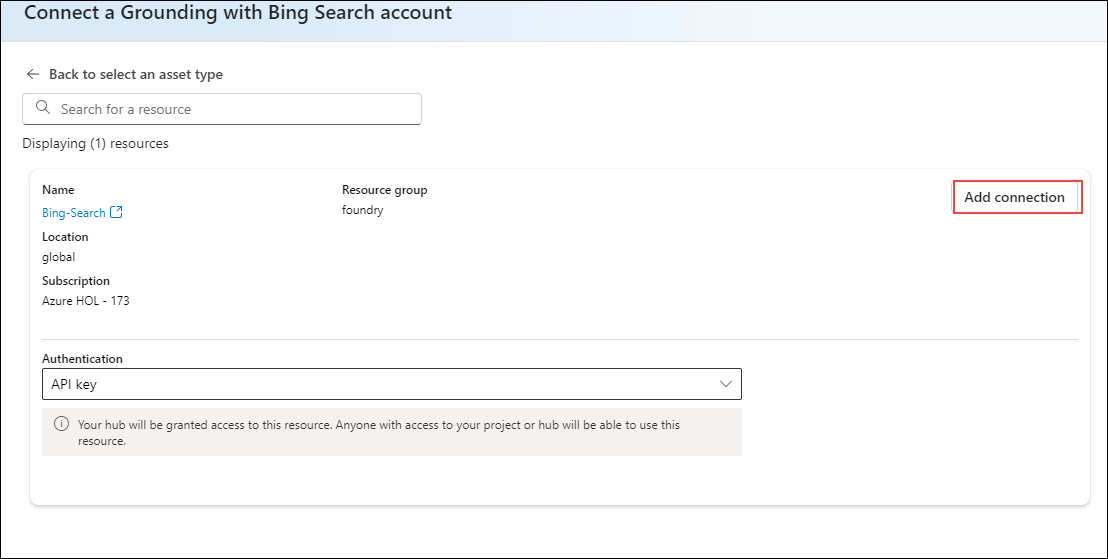 Connect a Grounding with Bing Search account
Back to select an asset type
Search for a resource
Displaying (1) resources
Name
Bing-Search
Resource group
foundry
Add connection
Location
global
Subscription
Azure HOL - 173
Authentication
API key
Your hub will be granted access to this resource. Anyone with access to your project or hub will be able to use this
resource.